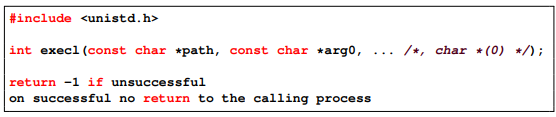 #include <unistd.h>
int execl(const char *path, const char *arg0, ... /*, char *(0) */);
return -1 if unsuccessful
on successful no return to the calling process